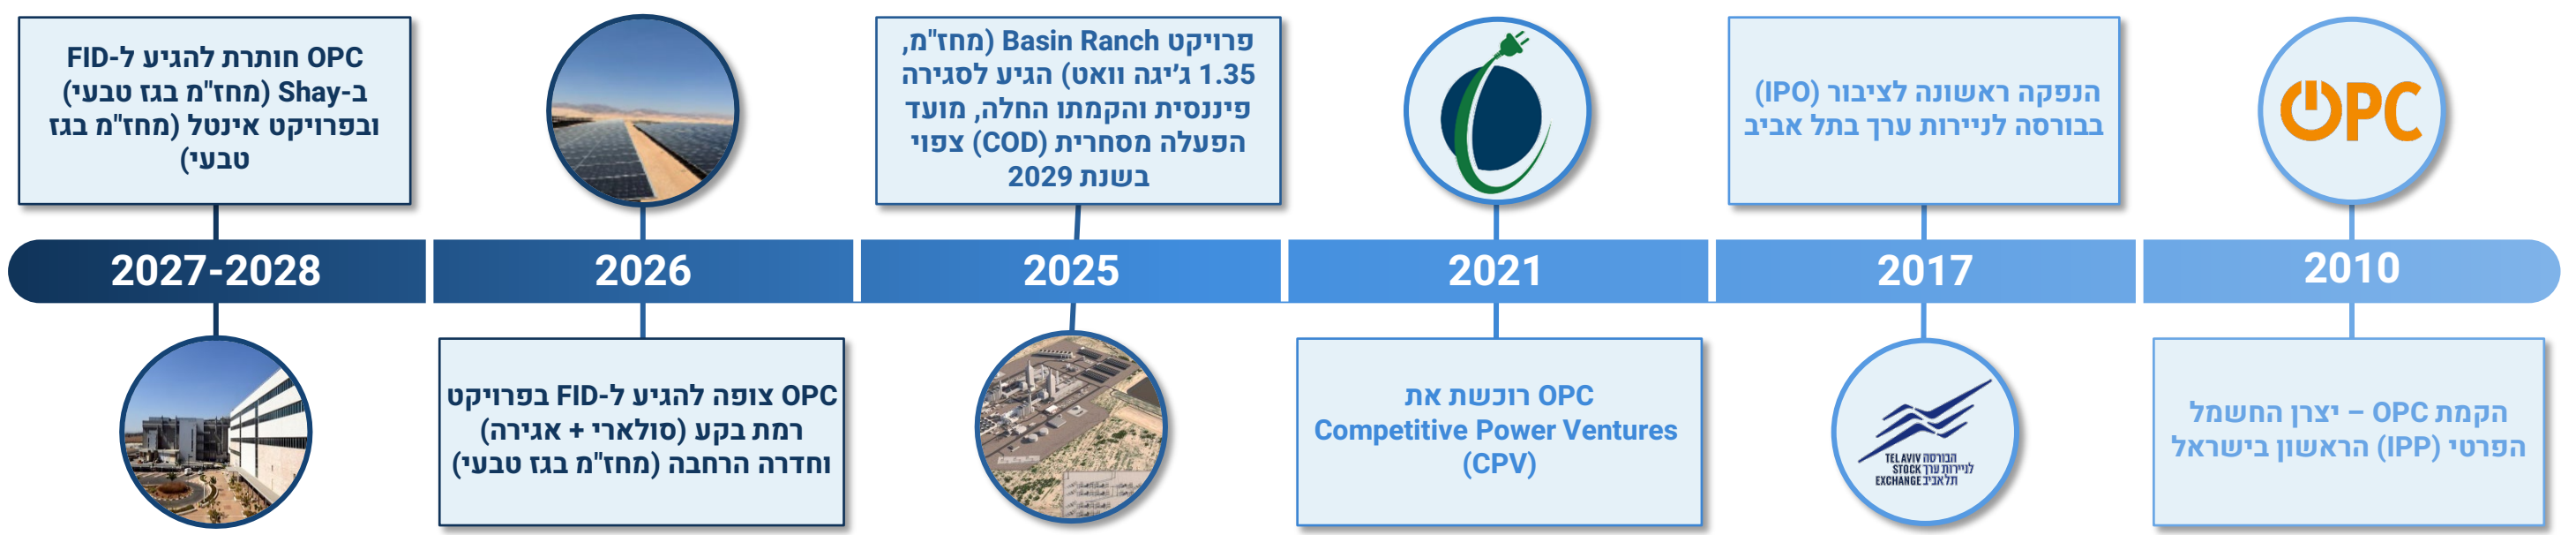 OPC
2010
הקמת OPC – יצרן החשמל
הפרטי (IPP) הראשון בישראל
הנפקה ראשונה לציבור (IPO)
בבורסה לניירות ערך בתל אביב
2017
TEL AVIV הבורסה
STOCK לניירות ערך
EXCHANGE בתל אביב
2021
OPC רוכשת את
Competitive Power Ventures
(CPV)
פרויקט Basin Ranch (מחז"מ,
1.35 ג'יגה וואט) הגיע לסגירה
פיננסית והקמתו החלה, מועד
הפעלה מסחרית (COD) צפוי
בשנת 2029
2025
2026
OPC צופה להגיע ל-FID בפרויקט
רמת בקע (סולארי + אגירה)
וחדרה הרחבה (מחז"מ בגז טבעי)
OPC חותרת להגיע ל-FID
ב-Shay (מחז"מ בגז טבעי)
ובפרויקט אינטל (מחז"מ בגז
טבעי)
2027-2028